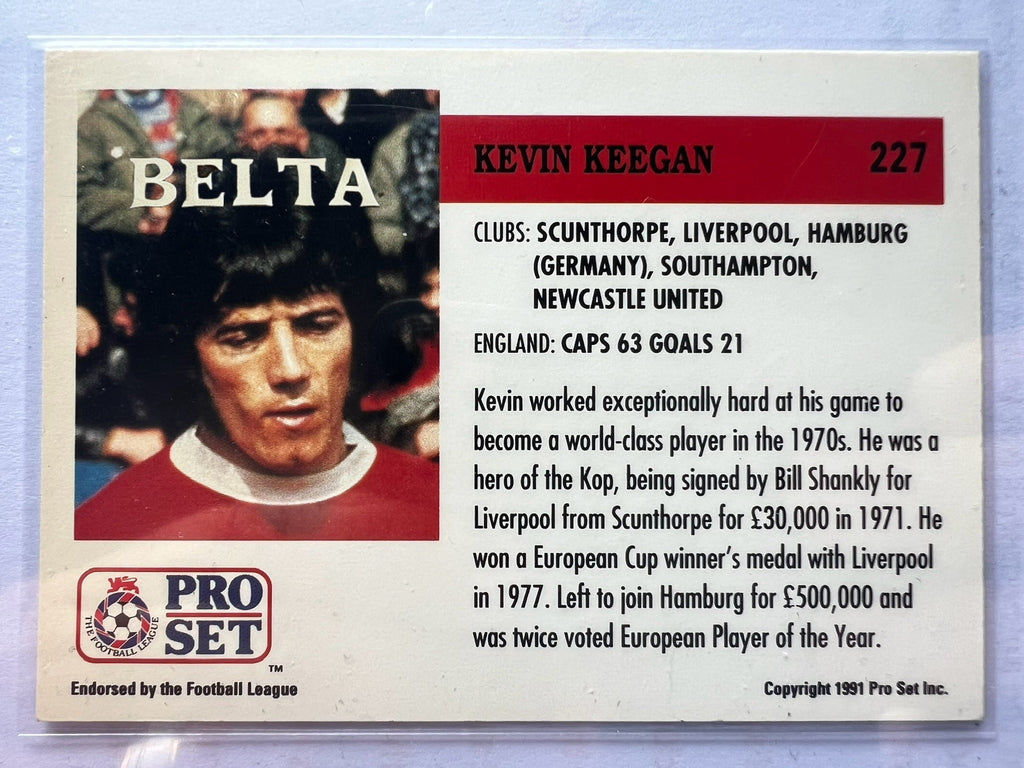 BELTA
KEVIN KEEGAN 227
CLUBS: SCUNTHORPE, LIVERPOOL, HAMBURG
(GERMANY), SOUTHAMPTON,
NEWCASTLE UNITED
ENGLAND: CAPS 63 GOALS 21
Kevin worked exceptionally hard at his game to
become a world-class player in the 1970s. He was a
hero of the Kop, being signed by Bill Shankly for
Liverpool from Scunthorpe for £30,000 in 1971. He
won a European Cup winner's medal with Liverpool
in 1977. Left to join Hamburg for £500,000 and
was twice voted European Player of the Year.
THE FOOTBALL LEAGUE
PRO
SET
TM
Endorsed by the Football League
Copyright 1991 Pro Set Inc.